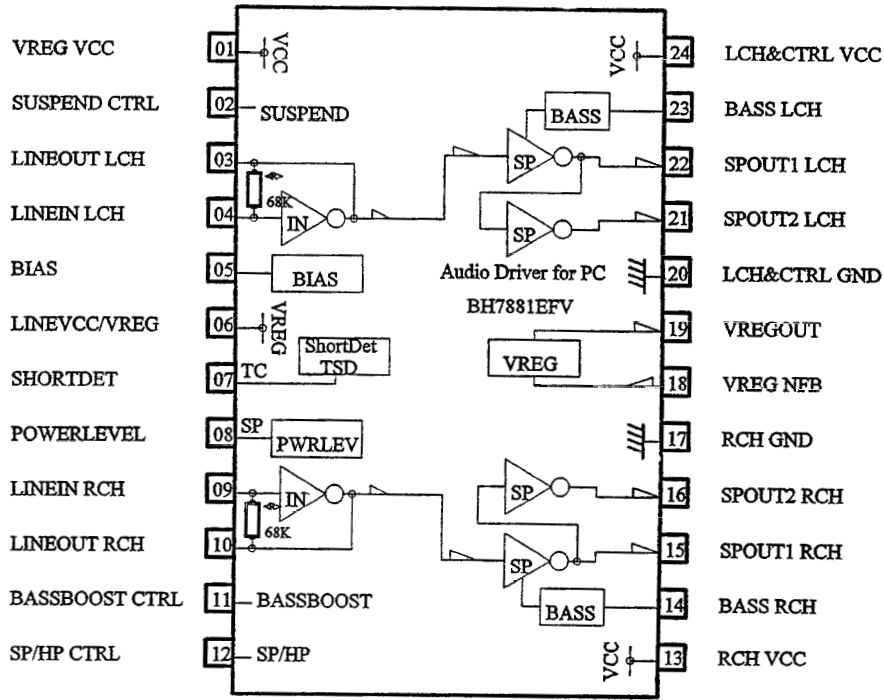 VREG VCC 01 VCC
SUSPEND CTRL 02 SUSPEND
LINEOUT LCH 03
68K
LINEIN LCH 04 IN
BIAS 05 BIAS
LINEVCC/VREG 06 VREG
ShortDet
TSD
SHORTDET 07 TC
POWERLEVEL 08 SP PWRLEV
LINEIN RCH 09 IN
68K
LINEOUT RCH 10
BASSBOOST CTRL 11 BASSBOOST
SP/HP CTRL 12 SP/HP
VCC 24 LCH&CTRL VCC
BASS 23 BASS LCH
SP 22 SPOUT1 LCH
SP 21 SPOUT2 LCH
Audio Driver for PC
BH7881EFV
20 LCH&CTRL GND
19 VREGOUT
VREG
18 VREG NFB
17 RCH GND
SP 16 SPOUT2 RCH
SP 15 SPOUT1 RCH
BASS 14 BASS RCH
VCC 13 RCH VCC